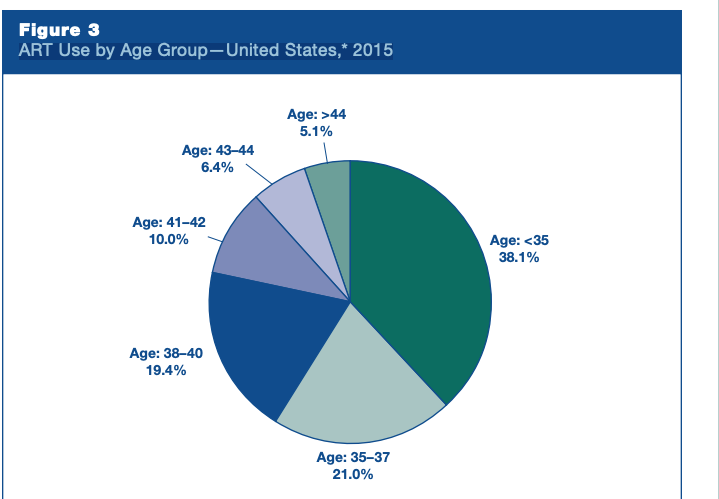 Figure 3
ART Use by Age Group—United States,* 2015
Age: >44
5.1%
Age: 43–44
6.4%
Age: 41–42
10.0%
Age: <35
38.1%
Age: 38–40
19.4%
Age: 35–37
21.0%